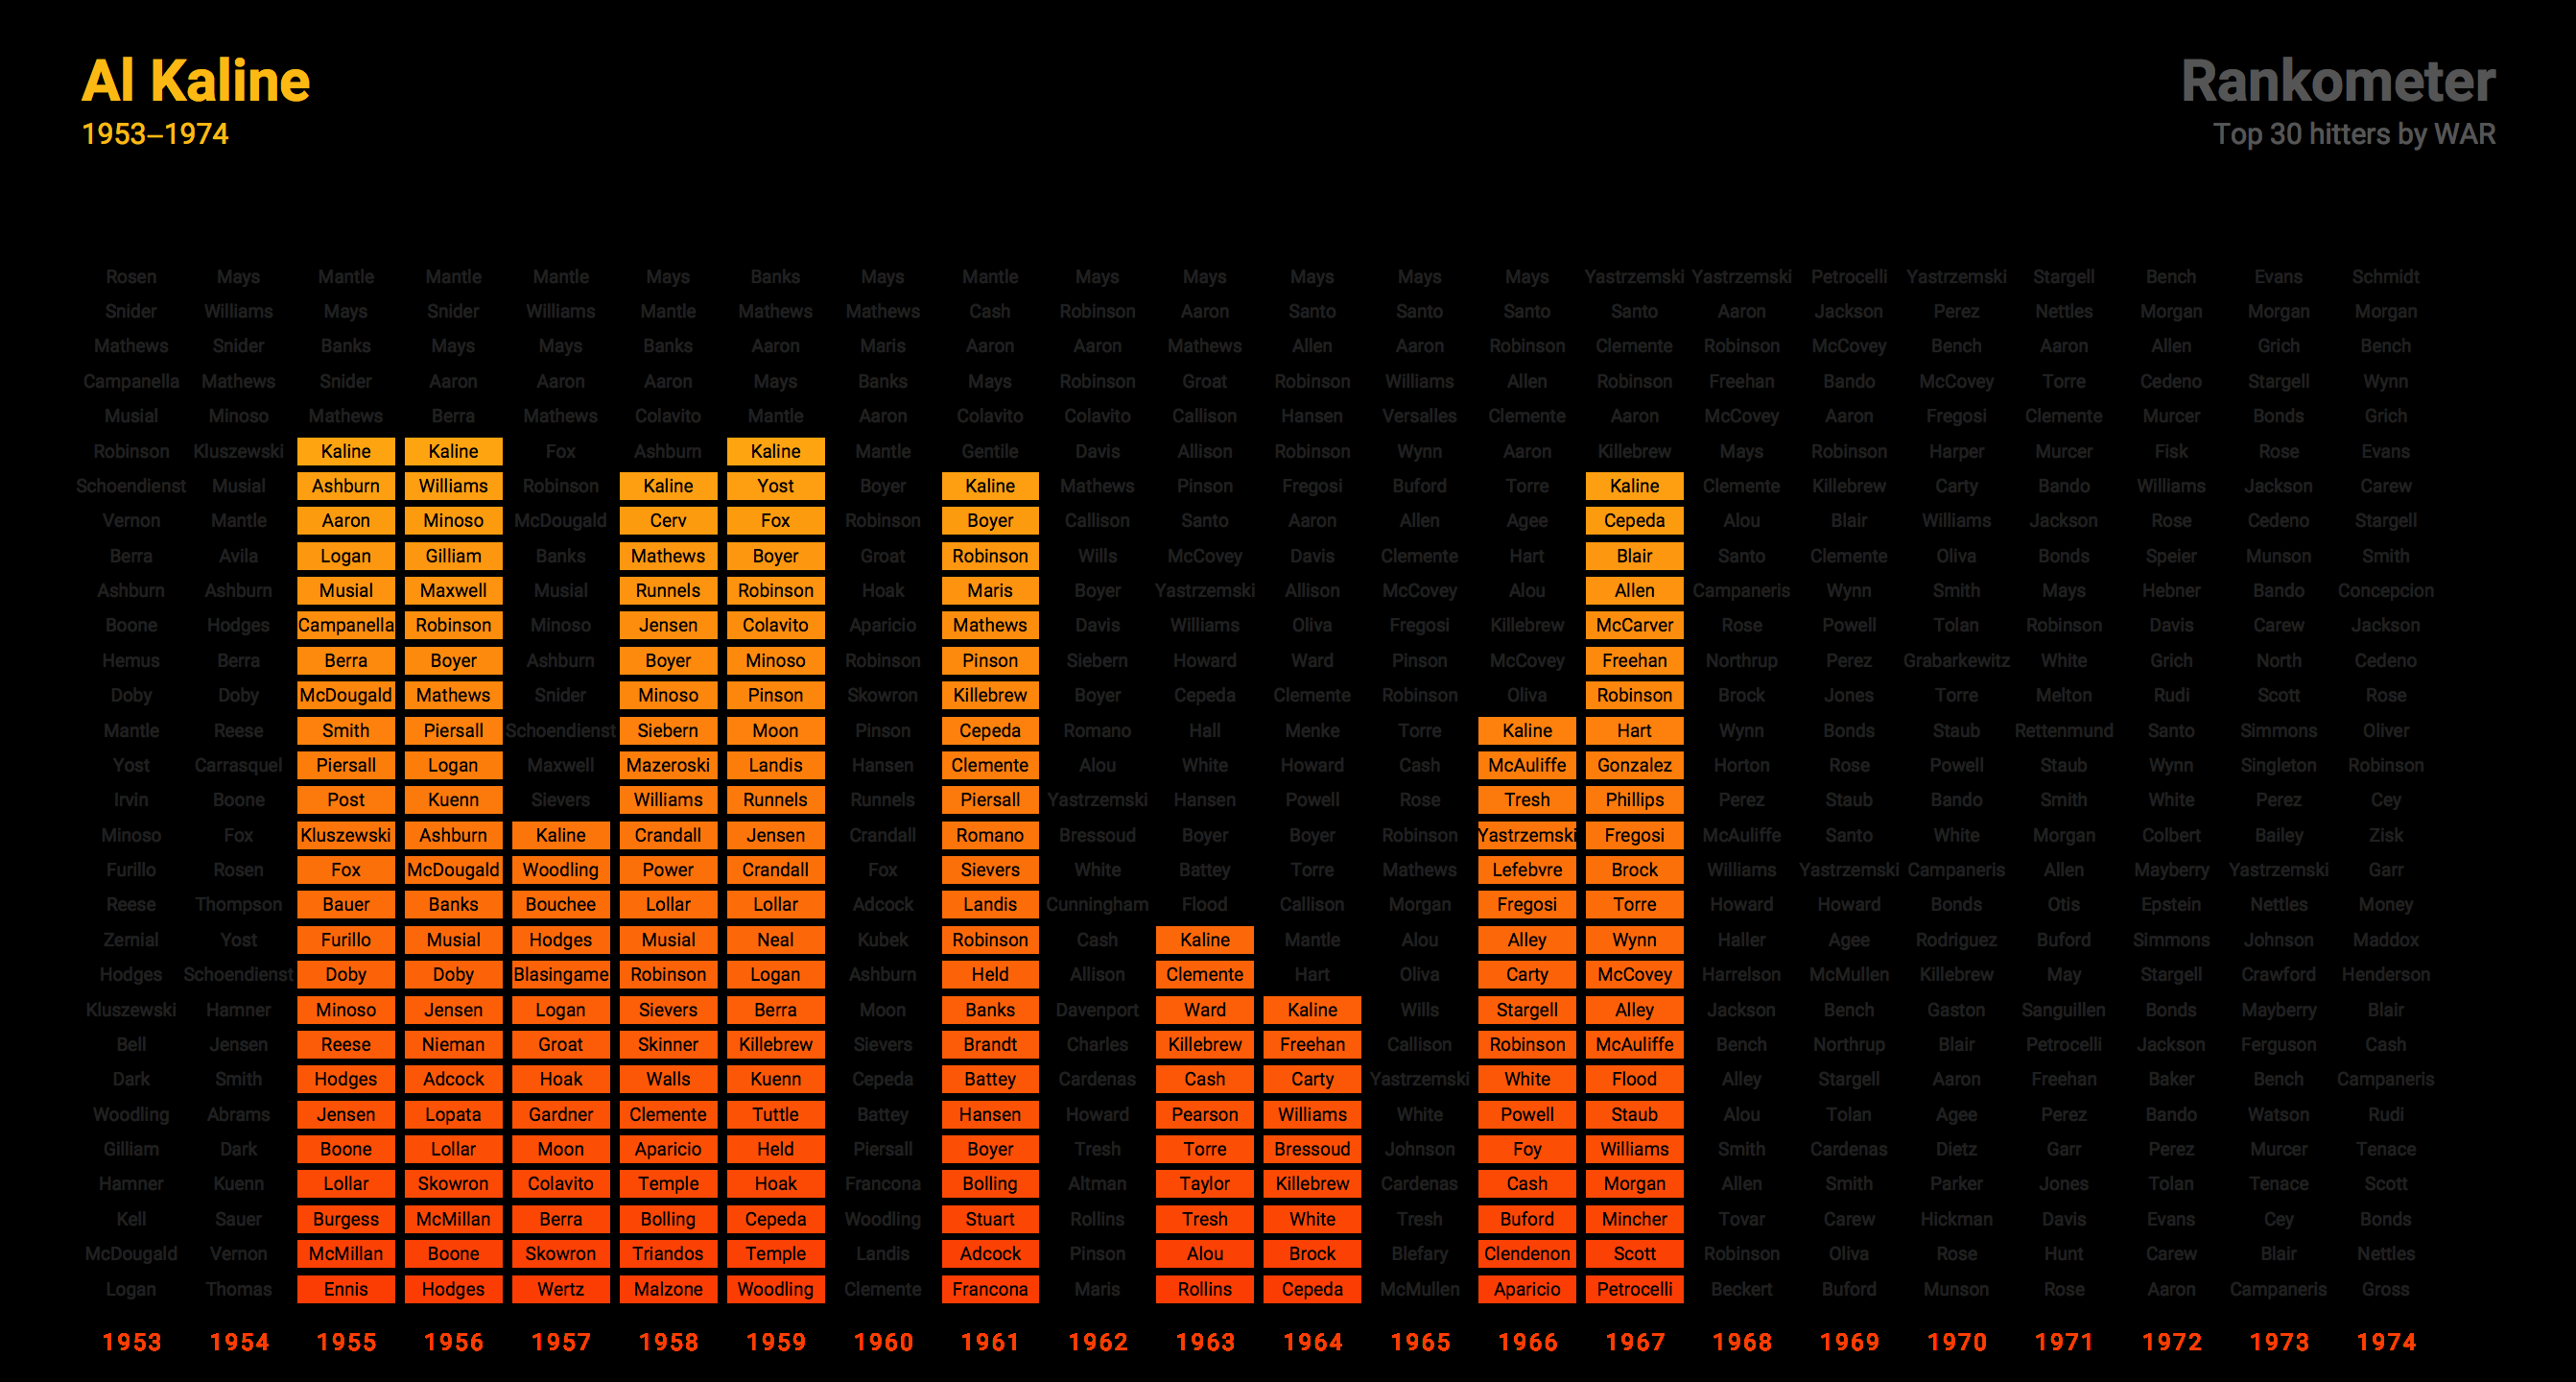 Al Kaline
1953–1974
Rankometer
Top 30 hitters by WAR
Rosen Mays Mantle Mantle Mantle Mays Banks Mays Mantle Mays Mays Mays Mays Mays Yastrzemski Yastrzemski Petrocelli Yastrzemski Stargell Bench Evans Schmidt
Snider Williams Mays Snider Williams Mantle Mathews Mathews Cash Robinson Aaron Santo Santo Santo Santo Aaron Jackson Perez Nettles Morgan Morgan Morgan
Mathews Snider Banks Mays Mays Banks Aaron Maris Aaron Aaron Mathews Allen Aaron Robinson Clemente Robinson McCovey Bench Aaron Allen Grich Bench
Campanella Mathews Snider Aaron Aaron Aaron Mays Banks Mays Robinson Groat Robinson Williams Allen Robinson Freehan Bando McCovey Torre Cedeno Stargell Wynn
Musial Minoso Mathews Berra Mathews Colavito Mantle Aaron Colavito Colavito Callison Hansen Versalles Clemente Aaron McCovey Aaron Fregosi Clemente Murcer Bonds Grich
Robinson Kluszewski Kaline Kaline Fox Ashburn Kaline Mantle Gentile Davis Allison Robinson Wynn Aaron Killebrew Mays Robinson Harper Murcer Fisk Rose Evans
Schoendienst Musial Ashburn Williams Robinson Kaline Yost Boyer Kaline Mathews Pinson Fregosi Buford Torre Kaline Clemente Killebrew Carty Bando Williams Jackson Carew
Vernon Mantle Aaron Minoso McDougald Cerv Fox Robinson Boyer Callison Santo Aaron Allen Agee Cepeda Alou Blair Williams Jackson Rose Cedeno Stargell
Berra Avila Logan Gilliam Banks Mathews Boyer Groat Robinson Wills McCovey Davis Clemente Hart Blair Santo Clemente Oliva Bonds Speier Munson Smith
Ashburn Ashburn Musial Maxwell Musial Runnels Robinson Hoak Maris Boyer Yastrzemski Allison McCovey Alou Allen Campaneris Wynn Smith Mays Hebner Bando Concepcion
Boone Hodges Campanella Robinson Minoso Jensen Colavito Aparicio Mathews Davis Williams Oliva Fregosi Killebrew McCarver Rose Powell Tolan Robinson Davis Carew Jackson
Hemus Berra Berra Boyer Ashburn Boyer Minoso Robinson Pinson Siebern Howard Ward Pinson McCovey Freehan Northrup Perez Grabarkewitz White Grich North Cedeno
Doby Doby McDougald Mathews Snider Minoso Pinson Skowron Killebrew Boyer Cepeda Clemente Robinson Oliva Robinson Brock Jones Torre Melton Rudi Scott Rose
Mantle Reese Smith Piersall Schoendienst Siebern Moon Pinson Cepeda Romano Hall Menke Torre Kaline Hart Wynn Bonds Staub Rettenmund Santo Simmons Oliver
Yost Carrasquel Piersall Logan Maxwell Mazeroski Landis Hansen Clemente Alou White Howard Cash McAuliffe Gonzalez Horton Rose Powell Staub Wynn Singleton Robinson
Irvin Boone Post Kuenn Sievers Williams Runnels Runnels Piersall Yastrzemski Hansen Powell Rose Tresh Phillips Perez Staub Bando Smith White Perez Cey
Minoso Fox Kluszewski Ashburn Kaline Crandall Jensen Crandall Romano Bressoud Boyer Boyer Robinson Yastrzemski Fregosi McAuliffe Santo White Morgan Colbert Bailey Zisk
Furillo Rosen Fox McDougald Woodling Power Crandall Fox Sievers White Battey Torre Mathews Lefebvre Brock Williams Yastrzemski Campaneris Allen Mayberry Yastrzemski Garr
Reese Thompson Bauer Banks Bouchee Lollar Lollar Adcock Landis Cunningham Flood Callison Morgan Fregosi Torre Howard Howard Bonds Otis Epstein Nettles Money
Zernial Yost Furillo Musial Hodges Musial Neal Kubek Robinson Cash Kaline Mantle Alou Alley Wynn Haller Agee Rodriguez Buford Simmons Johnson Maddox
Hodges Schoendienst Doby Doby Blasingame Robinson Logan Ashburn Held Allison Clemente Hart Oliva Carty McCovey Harrelson McMullen Killebrew May Stargell Crawford Henderson
Kluszewski Hamner Minoso Jensen Logan Sievers Berra Moon Banks Davenport Ward Kaline Wills Stargell Alley Jackson Bench Gaston Sanguillen Bonds Mayberry Blair
Bell Jensen Reese Nieman Groat Skinner Killebrew Sievers Brandt Charles Killebrew Freehan Callison Robinson McAuliffe Bench Northrup Blair Petrocelli Jackson Ferguson Cash
Dark Smith Hodges Adcock Hoak Walls Kuenn Cepeda Battey Cardenas Cash Carty Yastrzemski White Flood Alley Stargell Aaron Freehan Baker Bench Campaneris
Woodling Abrams Jensen Lopata Gardner Clemente Tuttle Battey Hansen Howard Pearson Williams White Powell Staub Alou Tolan Agee Perez Bando Watson Rudi
Gilliam Dark Boone Lollar Moon Aparicio Held Piersall Boyer Tresh Torre Bressoud Johnson Foy Williams Smith Cardenas Dietz Garr Perez Murcer Tenace
Hamner Kuenn Lollar Skowron Colavito Temple Hoak Francona Bolling Altman Taylor Killebrew Cardenas Cash Morgan Allen Smith Parker Jones Tolan Tenace Scott
Kell Sauer Burgess McMillan Berra Bolling Cepeda Woodling Stuart Rollins Tresh White Tresh Buford Mincher Tovar Carew Hickman Davis Evans Cey Bonds
McDougald Vernon McMillan Boone Skowron Triandos Temple Landis Adcock Pinson Alou Brock Blefary Clendenon Scott Robinson Oliva Rose Hunt Carew Blair Nettles
Logan Thomas Ennis Hodges Wertz Malzone Woodling Clemente Francona Maris Rollins Cepeda McMullen Aparicio Petrocelli Beckert Buford Munson Rose Aaron Campaneris Gross
1953 1954 1955 1956 1957 1958 1959 1960 1961 1962 1963 1964 1965 1966 1967 1968 1969 1970 1971 1972 1973 1974